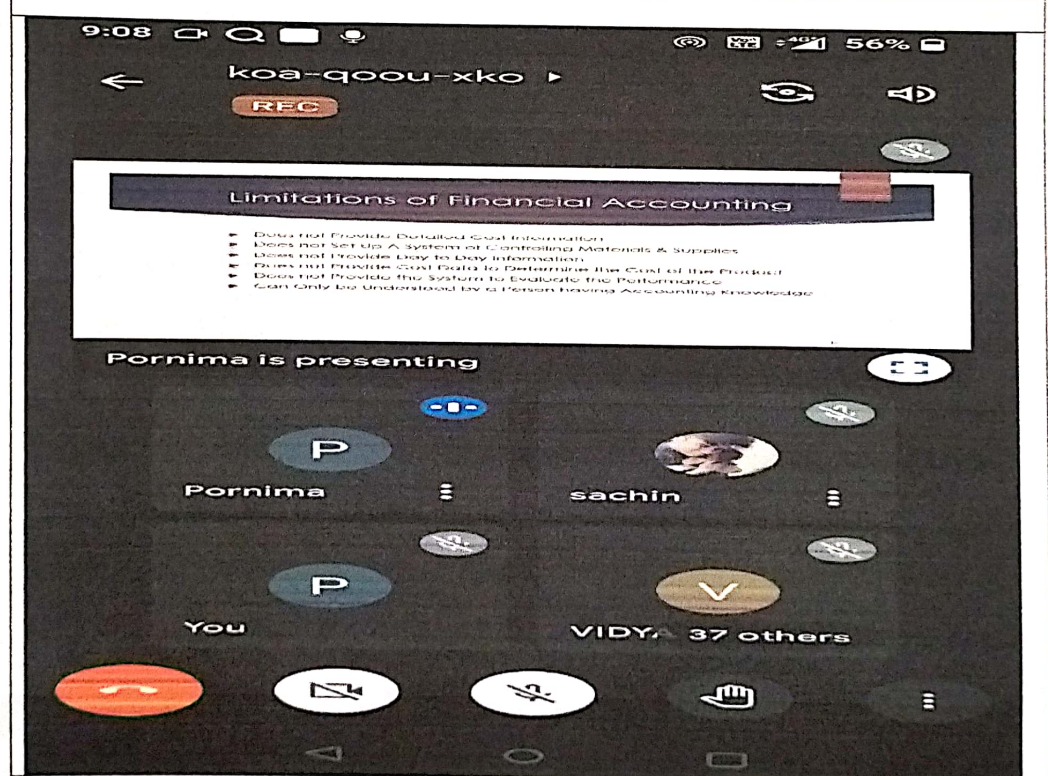 9:08 56%
koa-qoou-xko
REC
Limitations of Financial Accounting
Does not Provide Detailed Cost Information
Does not Set Up A System of Controlling Materials & Supplies
Does not Provide Day to Day Information
Does not Provide Cost Data to Determine the Cost of the Product
Does not Provide the System to Evaluate the Performance
Can Only be Understood by a Person having Accounting Knowledge
Pornima is presenting
P
Pornima
sachin
P
V
You
VIDYA 37 others